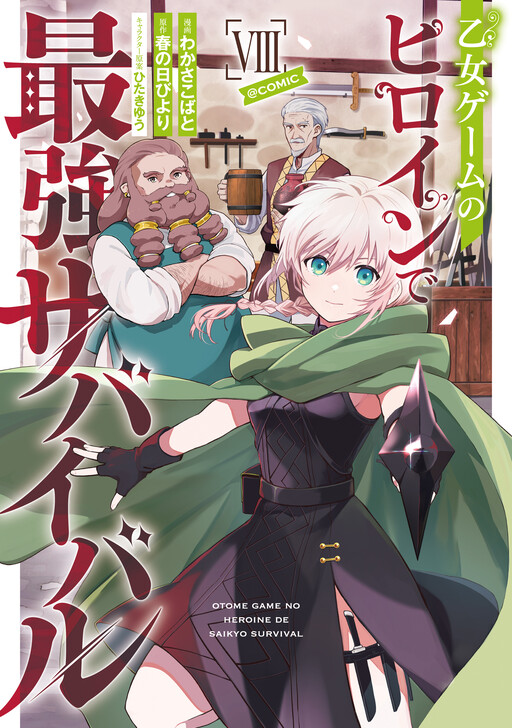 乙女ゲームの
ヒロインで
最強サバイバル
VIII
@COMIC
漫画 わかさこばと
原作 春の日びより
キャラクター原案 ひたきゆう
OTOME GAME NO
HEROINE DE
SAIKYO SURVIVAL